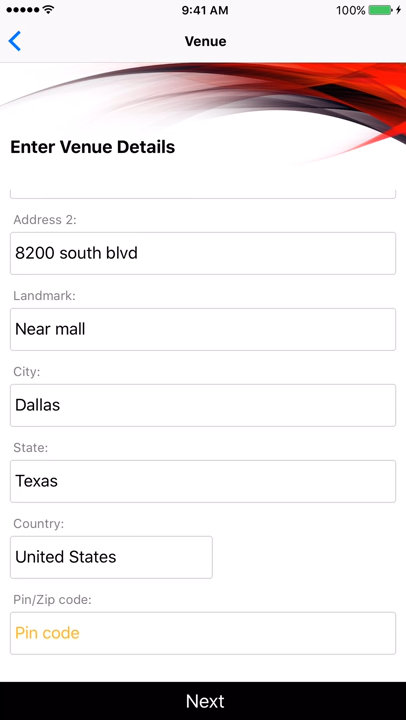 9:41 AM
100%
Venue
Enter Venue Details
Address 2:
8200 south blvd
Landmark:
Near mall
City:
Dallas
State:
Texas
Country:
United States
Pin/Zip code:
Pin code
Next